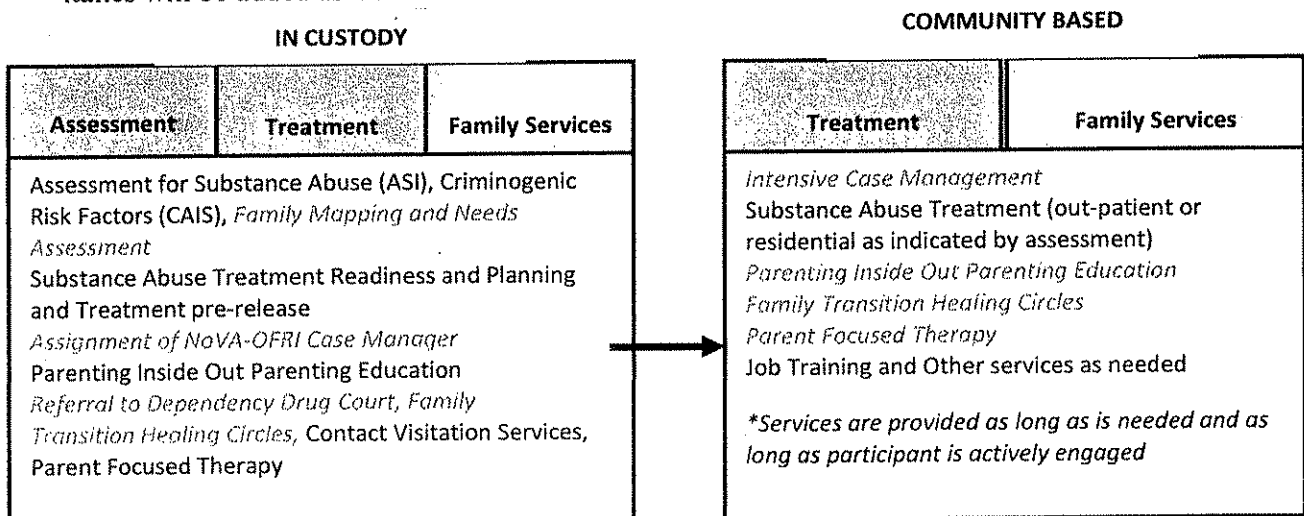 IN CUSTODY
Assessment
Treatment
Family Services
Assessment for Substance Abuse (ASI), Criminogenic
Risk Factors (CAIS), Family Mapping and Needs
Assessment
Substance Abuse Treatment Readiness and Planning
and Treatment pre-release
Assignment of NoVA-OFRI Case Manager
Parenting Inside Out Parenting Education
Referral to Dependency Drug Court, Family
Transition Healing Circles, Contact Visitation Services,
Parent Focused Therapy
COMMUNITY BASED
Treatment
Family Services
Intensive Case Management
Substance Abuse Treatment (out-patient or
residential as indicated by assessment)
Parenting Inside Out Parenting Education
Family Transition Healing Circles
Parent Focused Therapy
Job Training and Other services as needed
*Services are provided as long as is needed and as
long as participant is actively engaged